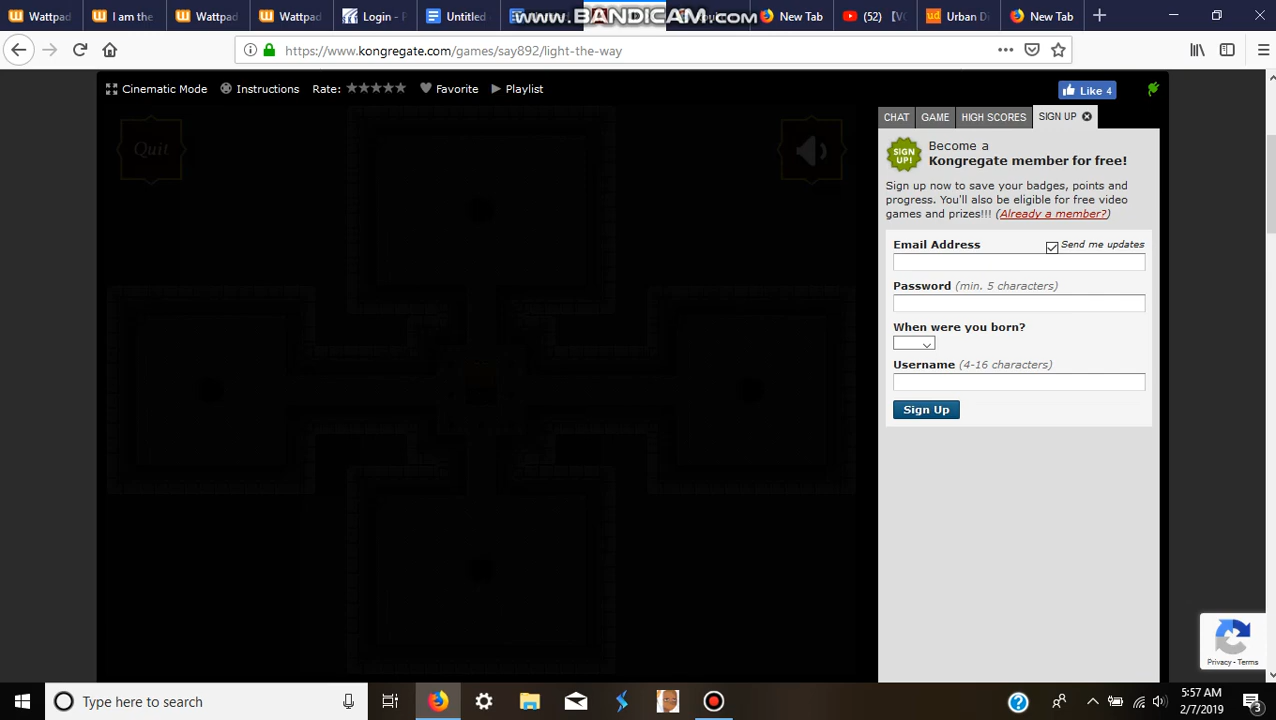 Wattpad
I am the
Wattpad
Wattpad
Login
Untitled
www.BANDICAM.com
New Tab
(52)
Urban Di
New Tab
https://www.kongregate.com/games/say892/light-the-way
Cinematic Mode
Instructions
Rate:
Favorite
Playlist
Like 4
CHAT
GAME
HIGH SCORES
SIGN UP
Quit
SIGN UP!
Become a
Kongregate member for free!
Sign up now to save your badges, points and
progress. You'll also be eligible for free video
games and prizes!!! (Already a member?)
Email Address
Send me updates
Password (min. 5 characters)
When were you born?
Username (4-16 characters)
Sign Up
Privacy - Terms
Type here to search
5:57 AM
2/7/2019
3